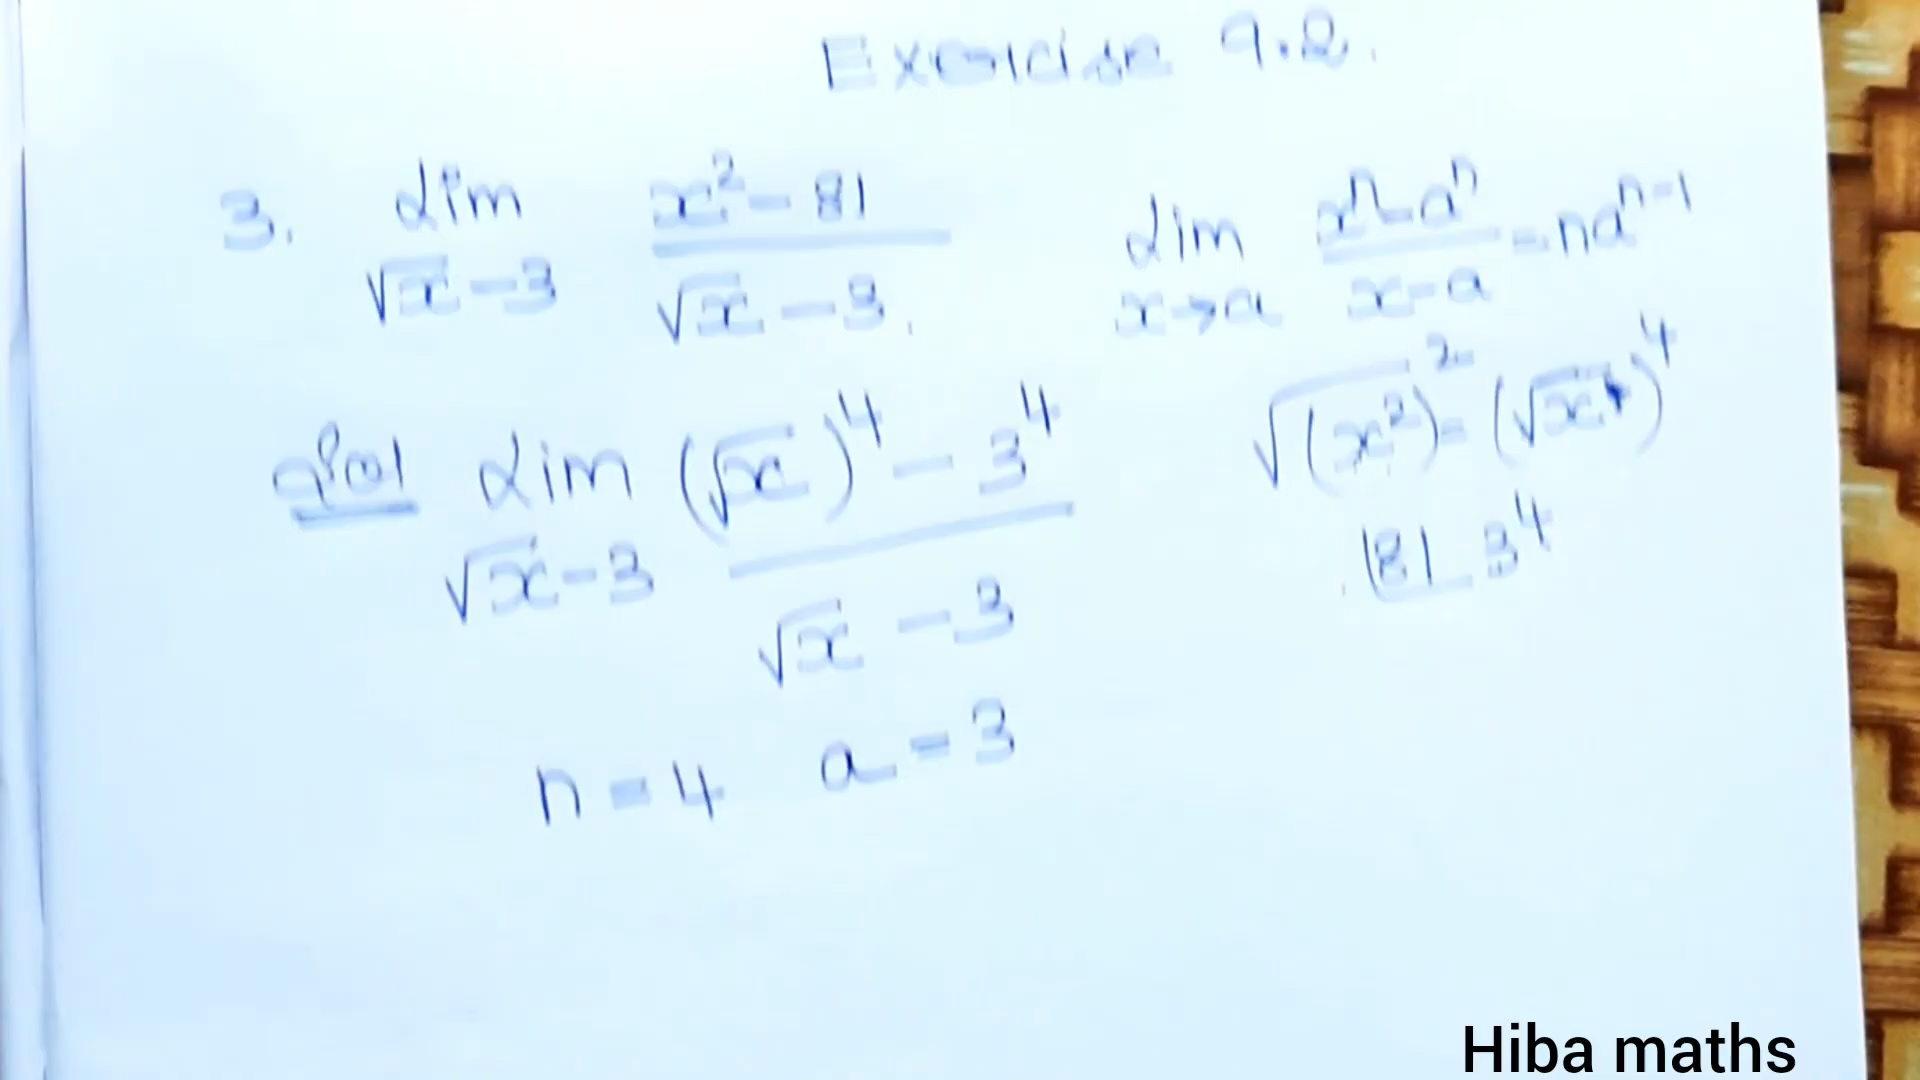 Exercise 9.2.
3. Lim √x-3 x²-81 / √x-3.
Lim x→a xⁿ-aⁿ / x-a = naⁿ⁻¹
√(x²)² = (√x)⁴
81 3⁴
Lim √x-3 (√x)⁴-3⁴ / √x-3
n=4 a=3
Hiba maths